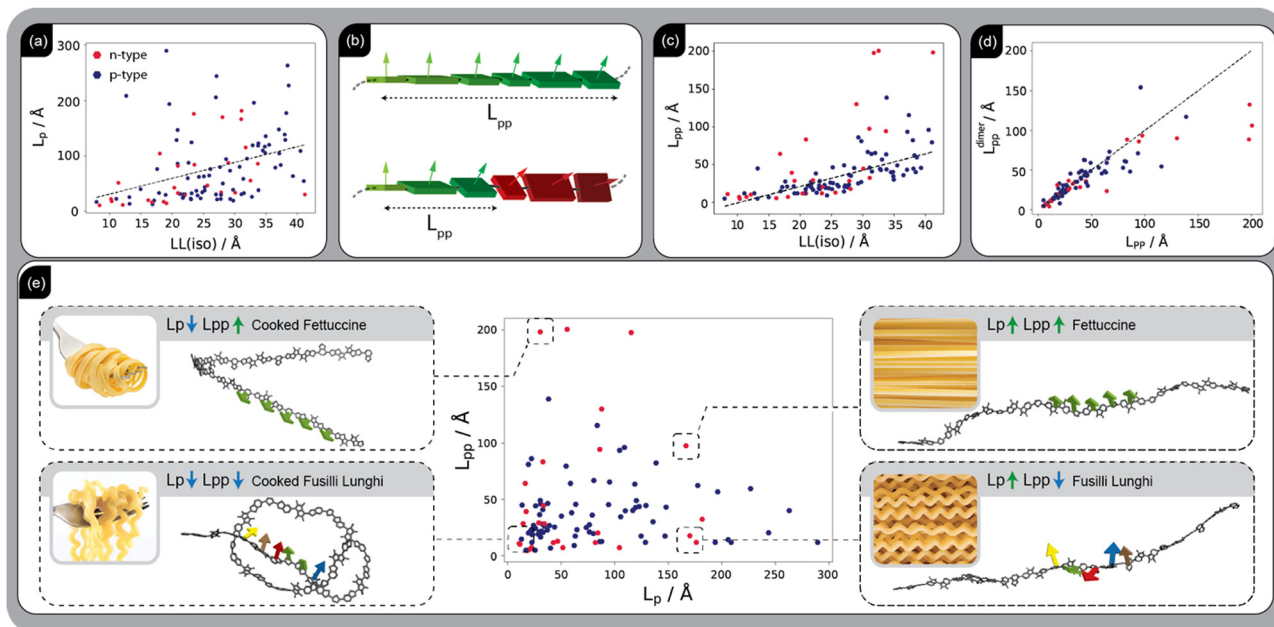 (a)
300
200
100
0
Lp / Å
n-type
p-type
10 15 20 25 30 35 40
LL(iso) / Å
(b)
Lpp
Lpp
(c)
200
150
100
50
0
Lpp / Å
10 15 20 25 30 35 40
LL(iso) / Å
(d)
200
150
100
50
0
Lpp dimer / Å
0 50 100 150 200
LPP / Å
(e)
Lp ↓ Lpp ↑ Cooked Fettuccine
Lp ↓ Lpp ↓ Cooked Fusilli Lunghi
200
150
100
50
0
Lpp / Å
0 50 100 150 200 250 300
Lp / Å
Lp ↑ Lpp ↑ Fettuccine
Lp ↑ Lpp ↓ Fusilli Lunghi